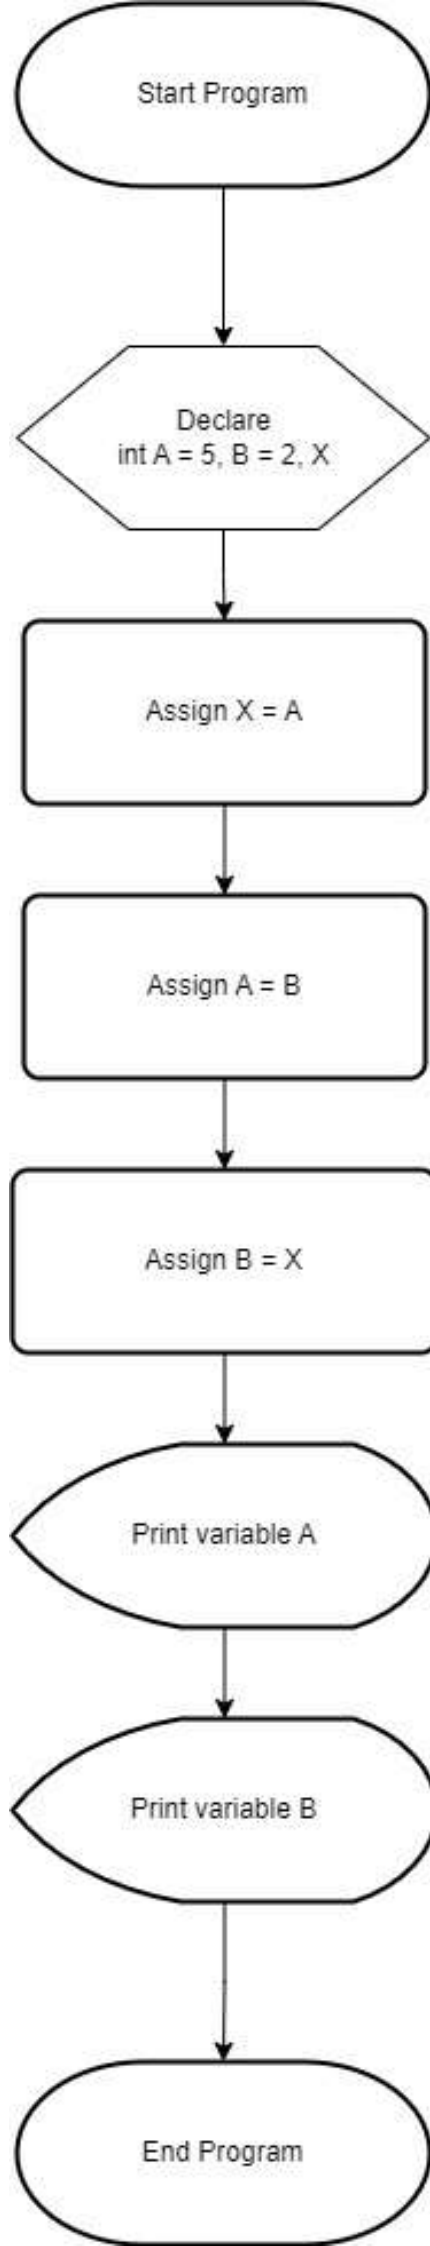 Start Program
Declare
int A = 5, B = 2, X
Assign X = A
Assign A = B
Assign B = X
Print variable A
Print variable B
End Program